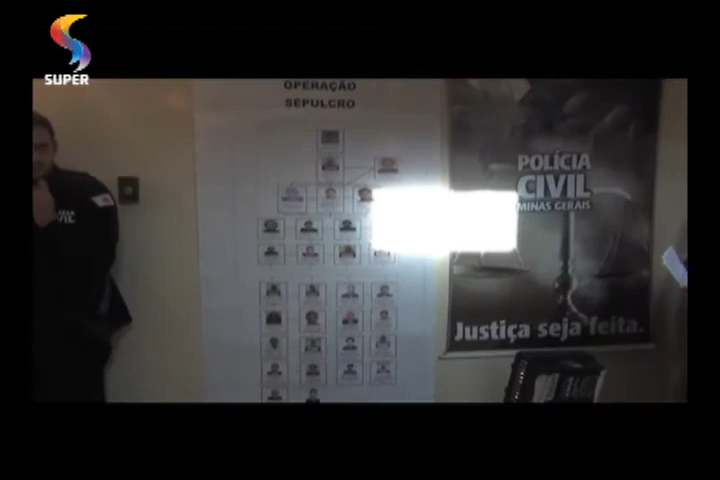 SUPER
OPERAÇÃO
SEPULCRO
POLÍCIA
CIVIL
MINAS GERAIS
Justiça seja feita.